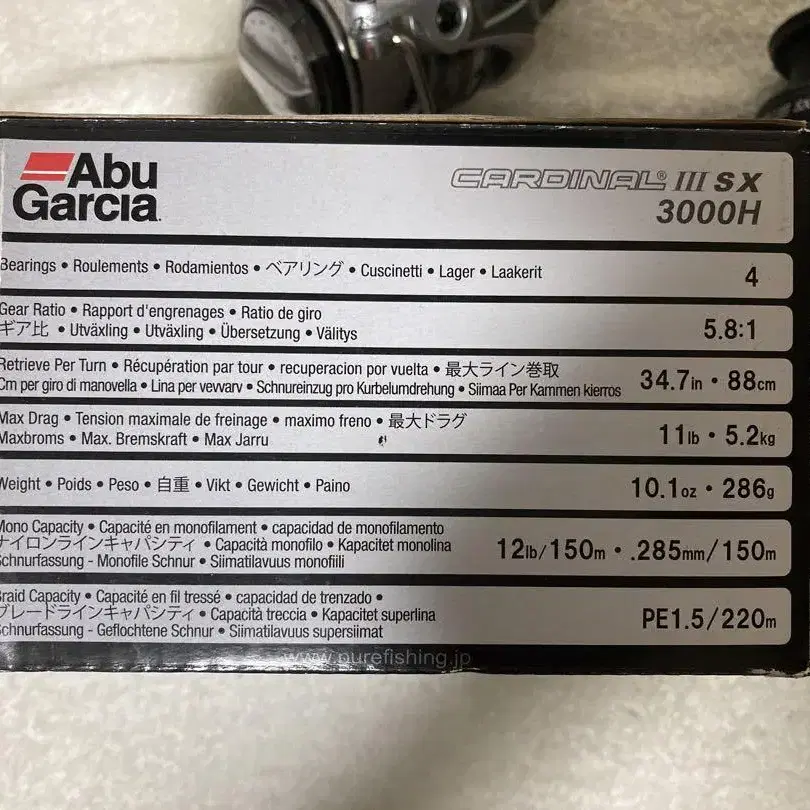 Abu
Garcia
CARDINAL® III SX
3000H
Bearings • Roulements • Rodamientos • ベアリング • Cuscinetti • Lager • Laakerit
4
Gear Ratio • Rapport d'engrenages • Ratio de giro
ギア比 • Utväxling • Utväxling • Übersetzung • Välitys
5.8:1
Retrieve Per Turn • Récupération par tour • recuperacion por vuelta • 最大ライン巻取
Cm per giro di manovella • Lina per vevvarv • Schnureinzug pro Kurbelumdrehung • Siimaa Per Kammen kierros
34.7in • 88cm
Max Drag • Tension maximale de freinage • maximo freno • 最大ドラグ
Maxbroms • Max. Bremskraft • Max Jarru
11lb • 5.2kg
Weight • Poids • Peso • 自重 • Vikt • Gewicht • Paino
10.1oz • 286g
Mono Capacity • Capacité en monofilament • capacidad de monofilamento
ナイロンラインキャパシティ • Capacità monofilo • Kapacitet monolina
Schnurfassung - Monofile Schnur • Siimatilavuus monofiili
12lb/150m • .285mm/150m
Braid Capacity • Capacité en fil tressé • capacidad de trenzado •
ブレードラインキャパシティ • Capacità treccia • Kapacitet superlina
Schnurfassung - Geflochtene Schnur • Siimatilavuus supersiimat
PE1.5/220m
www.purefishing.jp